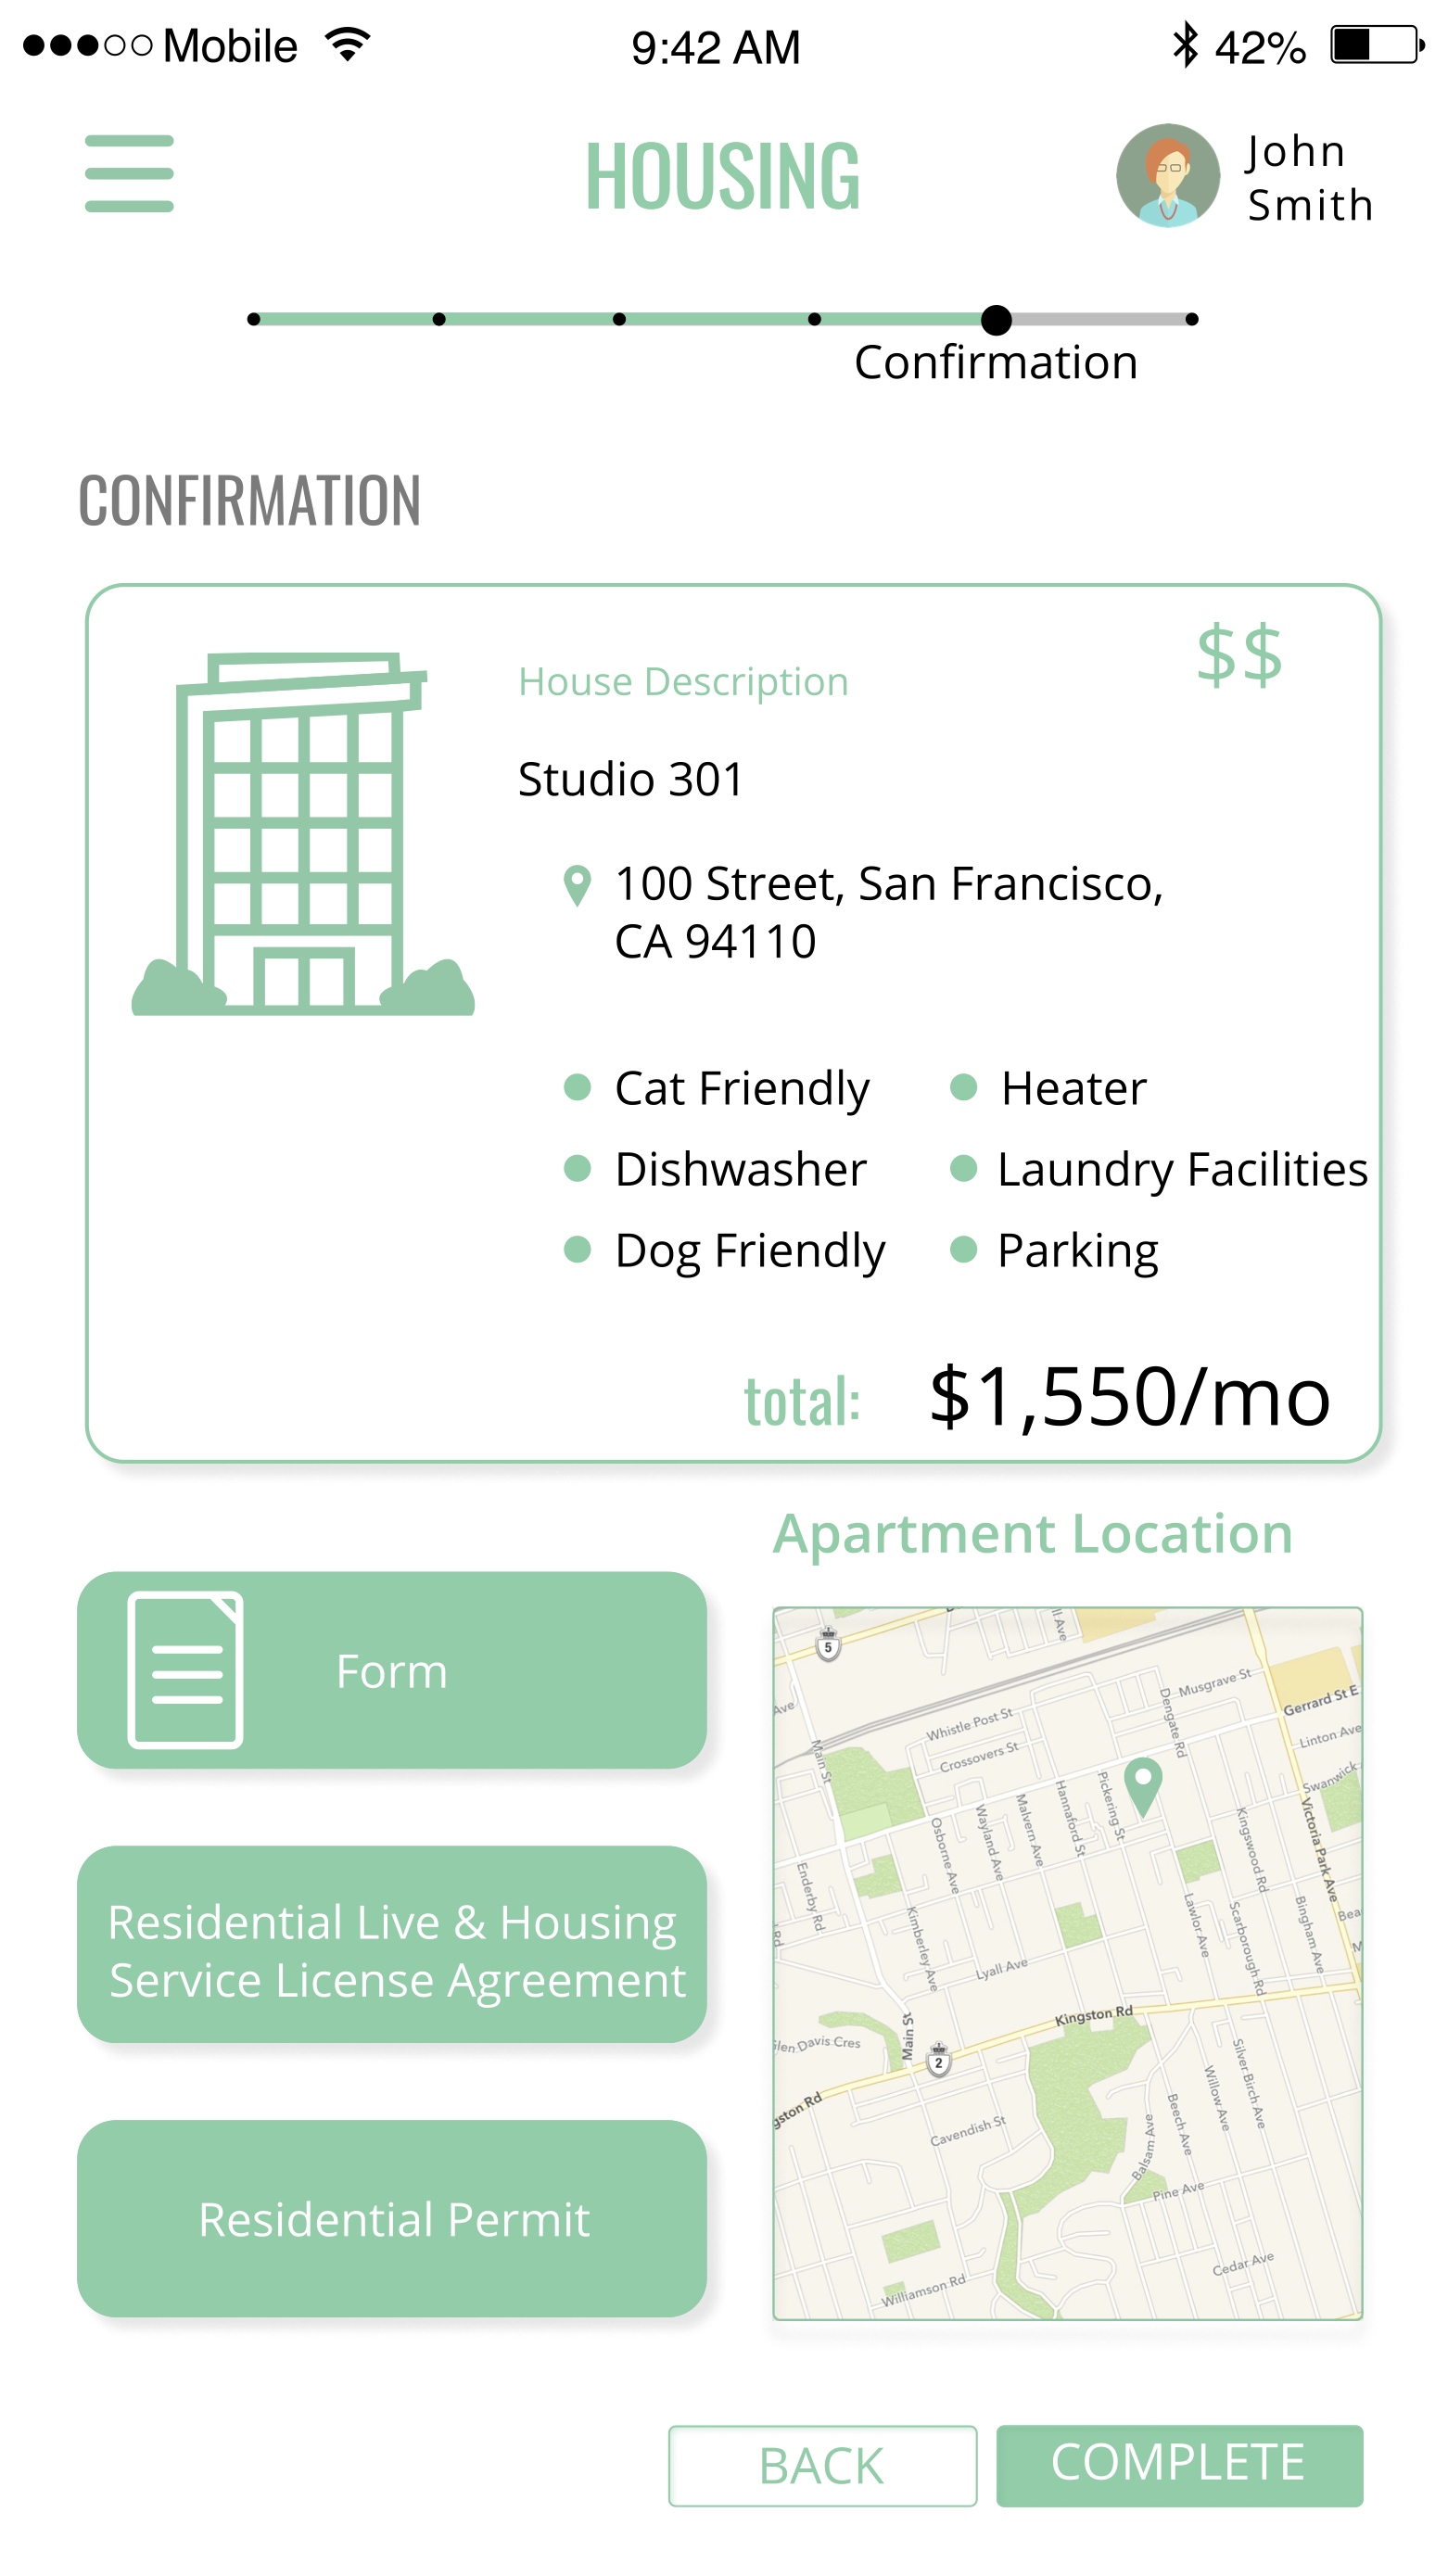 Mobile
9:42 AM
42%
HOUSING
John
Smith
Confirmation
CONFIRMATION
$$
House Description
Studio 301
100 Street, San Francisco,
CA 94110
Cat Friendly
Heater
Dishwasher
Laundry Facilities
Dog Friendly
Parking
total: $1,550/mo
Apartment Location
Form
Residential Live & Housing
Service License Agreement
Residential Permit
5
Ave
Musgrave St
Gerrard St E
Dengate Rd
Whistle Post St
Linton Ave
Crossovers St
Main St
Swanwick
Pickering St
Hannaford St
Malvern Ave
Wayland Ave
Osborne Ave
Victoria Park Ave
Kingswood Rd
Enderby Rd
Lawlor Ave
Scarborough Rd
Bingham Ave
Bea
Kimberley Ave
Rd
Lyall Ave
Kingston Rd
Main St
Glen Davis Cres
2
Silver Birch Ave
Willow Ave
Beech Ave
Balsam Ave
gston Rd
Cavendish St
Pine Ave
Cedar Ave
Williamson Rd
BACK
COMPLETE